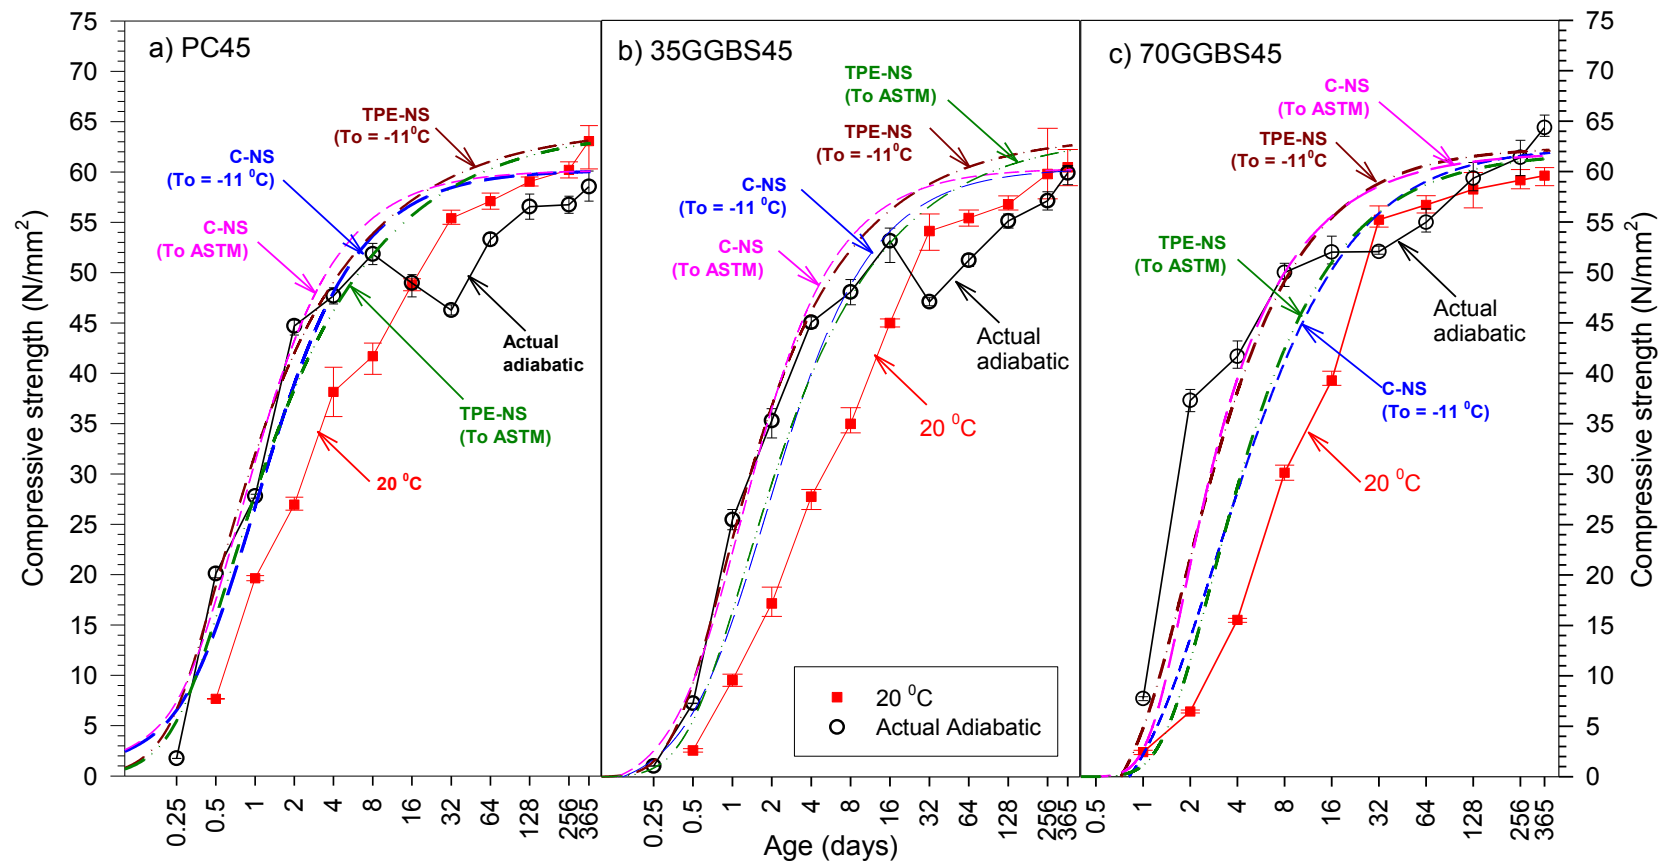 a) PC45
b) 35GGBS45
c) 70GGBS45
Compressive strength (N/mm²)
75
70
65
60
55
50
45
40
35
30
25
20
15
10
5
0
TPE-NS
(To = -11⁰C
C-NS
(To = -11 ⁰C)
C-NS
(To ASTM)
Actual
adiabatic
TPE-NS
(To ASTM)
20 ⁰C
0.25
0.5
1
2
4
8
16
32
64
128
256
365
TPE-NS
(To ASTM)
TPE-NS
(To = -11⁰C
C-NS
(To = -11 ⁰C)
C-NS
(To ASTM)
Actual
adiabatic
20 ⁰C
20 ⁰C
Actual Adiabatic
0.25
0.5
1
2
4
8
16
32
64
128
256
365
Age (days)
C-NS
(To ASTM)
TPE-NS
(To = -11⁰C
TPE-NS
(To ASTM)
Actual
adiabatic
C-NS
(To = -11 ⁰C)
20 ⁰C
0.5
1
2
4
8
16
32
64
128
256
365
75
70
65
60
55
50
45
40
35
30
25
20
15
10
5
0
Compressive strength (N/mm²)